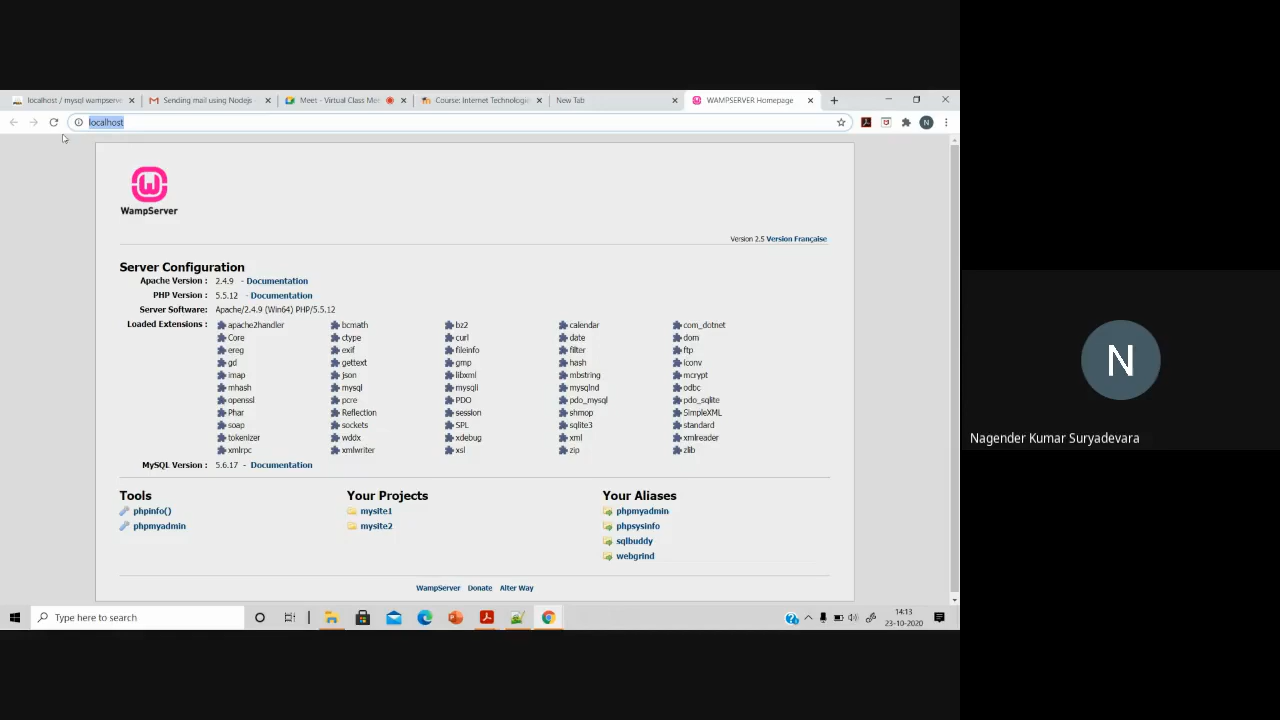 localhost / mysql wampserve
Sending mail using Nodejs
Meet - Virtual Class Mee
Course: Internet Technologie
New Tab
WAMPSERVER Homepage
localhost
N
WampServer
Version 2.5 Version Française
Server Configuration
Apache Version : 2.4.9 - Documentation
PHP Version : 5.5.12 - Documentation
Server Software: Apache/2.4.9 (Win64) PHP/5.5.12
Loaded Extensions : apache2handler bcmath bz2 calendar com_dotnet
Core ctype curl date dom
ereg exif fileinfo filter ftp
gd gettext gmp hash iconv
imap json libxml mbstring mcrypt
mhash mysql mysqli mysqlnd odbc
openssl pcre PDO pdo_mysql pdo_sqlite
Phar Reflection session shmop SimpleXML
soap sockets SPL sqlite3 standard
tokenizer wddx xdebug xml xmlreader
xmlrpc xmlwriter xsl zip zlib
MySQL Version : 5.6.17 - Documentation
Tools Your Projects Your Aliases
phpinfo() mysite1 phpmyadmin
phpmyadmin mysite2 phpsysinfo
sqlbuddy
webgrind
WampServer Donate Alter Way
Type here to search
14:13
23-10-2020
N
Nagender Kumar Suryadevara